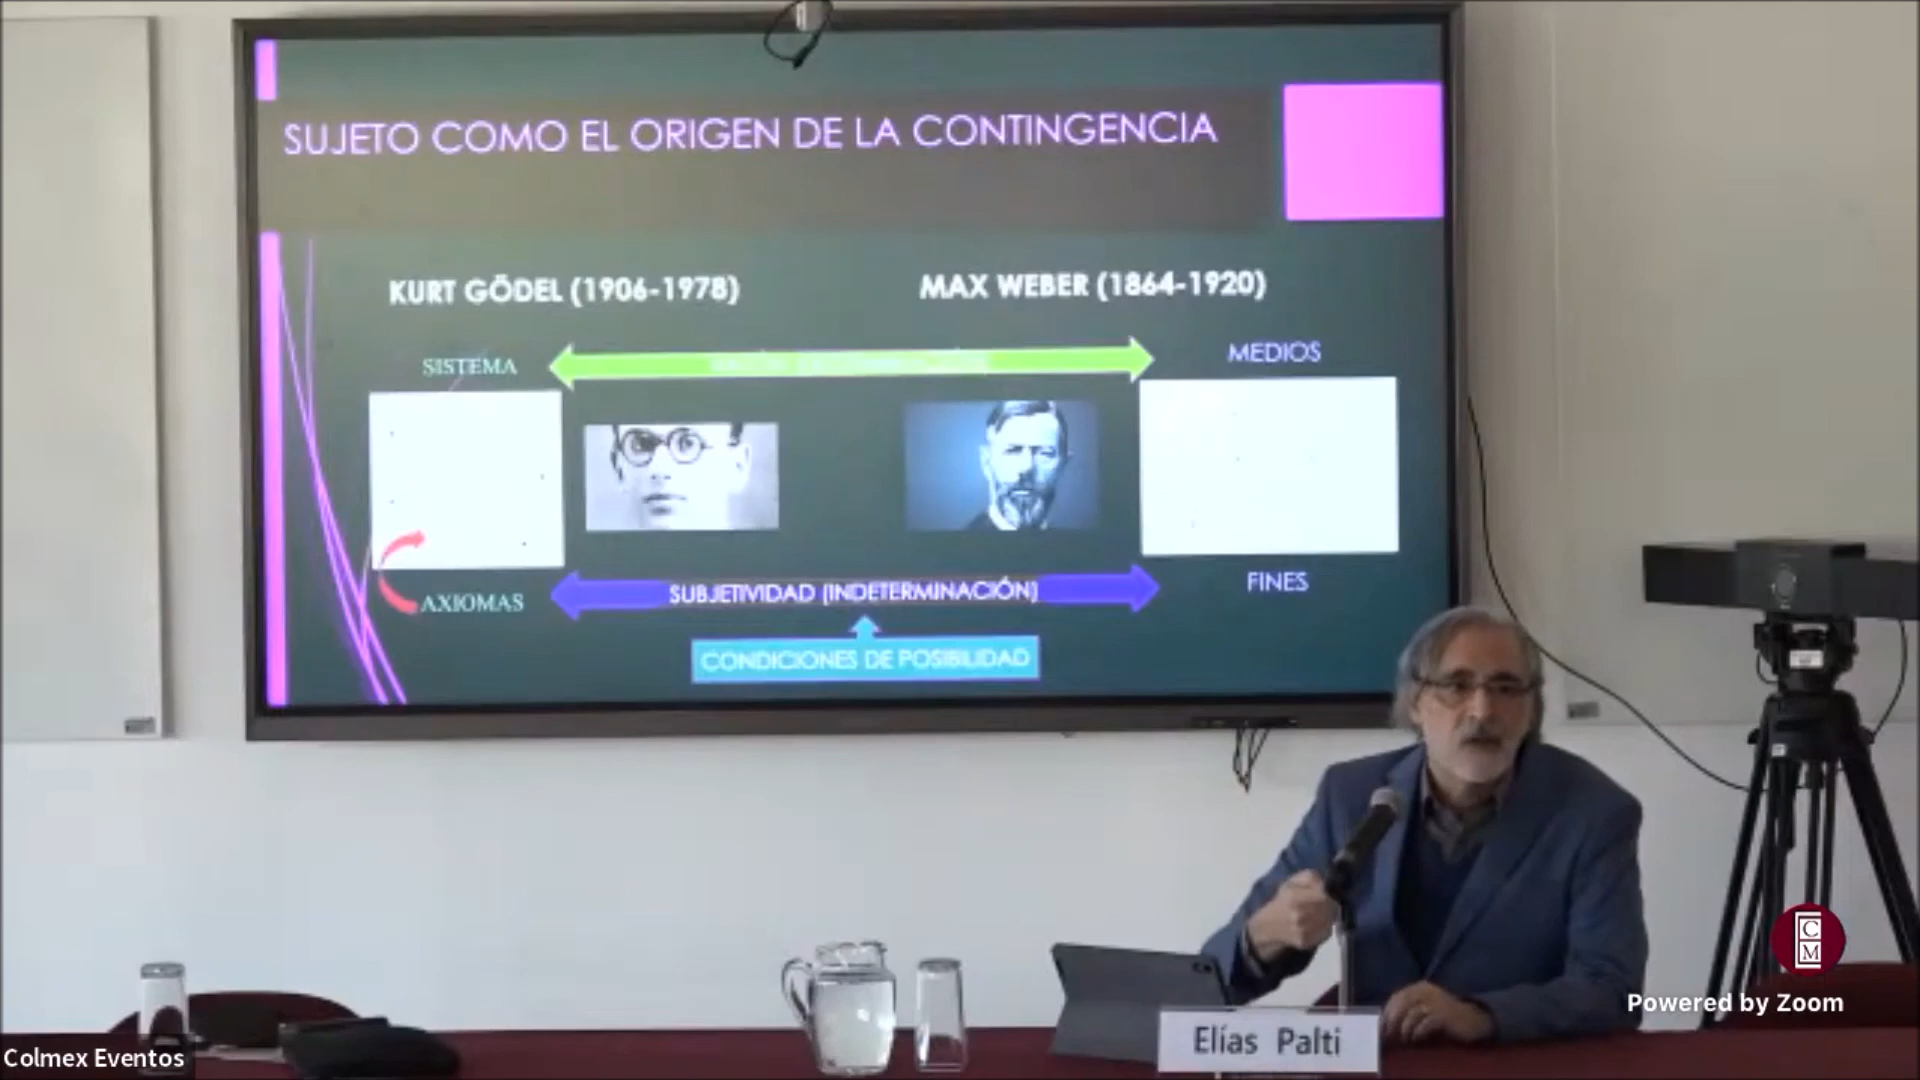 SUJETO COMO EL ORIGEN DE LA CONTINGENCIA
KURT GÖDEL (1906-1978)
MAX WEBER (1864-1920)
SISTEMA
MEDIOS
AXIOMAS
SUBJETIVIDAD (INDETERMINACIÓN)
FINES
CONDICIONES DE POSIBILIDAD
CM
Powered by Zoom
Elías Palti
Colmex Eventos